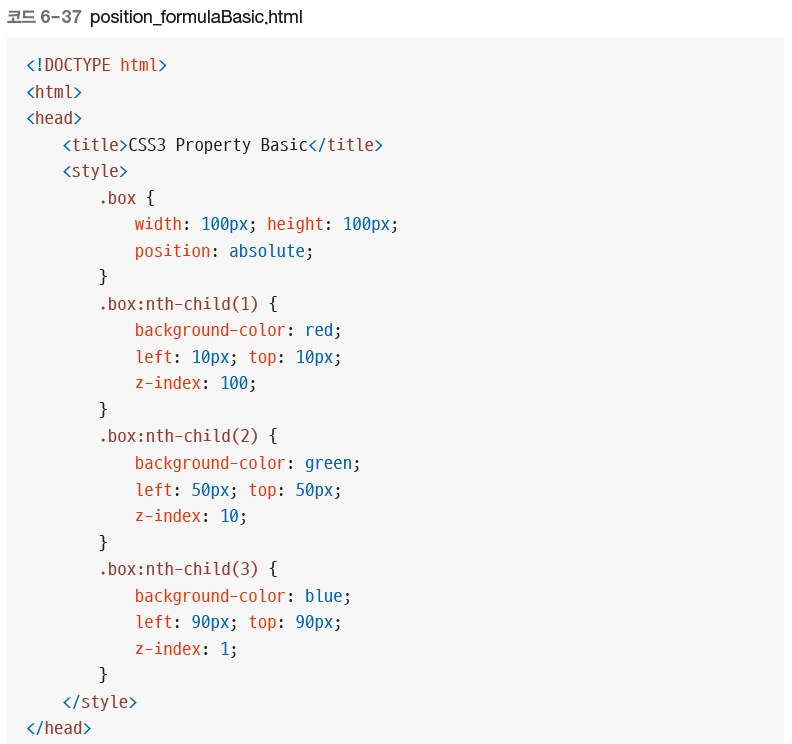 코드 6-37 position_formulaBasic.html
<!DOCTYPE html>
<html>
<head>
    <title>CSS3 Property Basic</title>
    <style>
        .box {
            width: 100px; height: 100px;
            position: absolute;
        }
        .box:nth-child(1) {
            background-color: red;
            left: 10px; top: 10px;
            z-index: 100;
        }
        .box:nth-child(2) {
            background-color: green;
            left: 50px; top: 50px;
            z-index: 10;
        }
        .box:nth-child(3) {
            background-color: blue;
            left: 90px; top: 90px;
            z-index: 1;
        }
    </style>
</head>